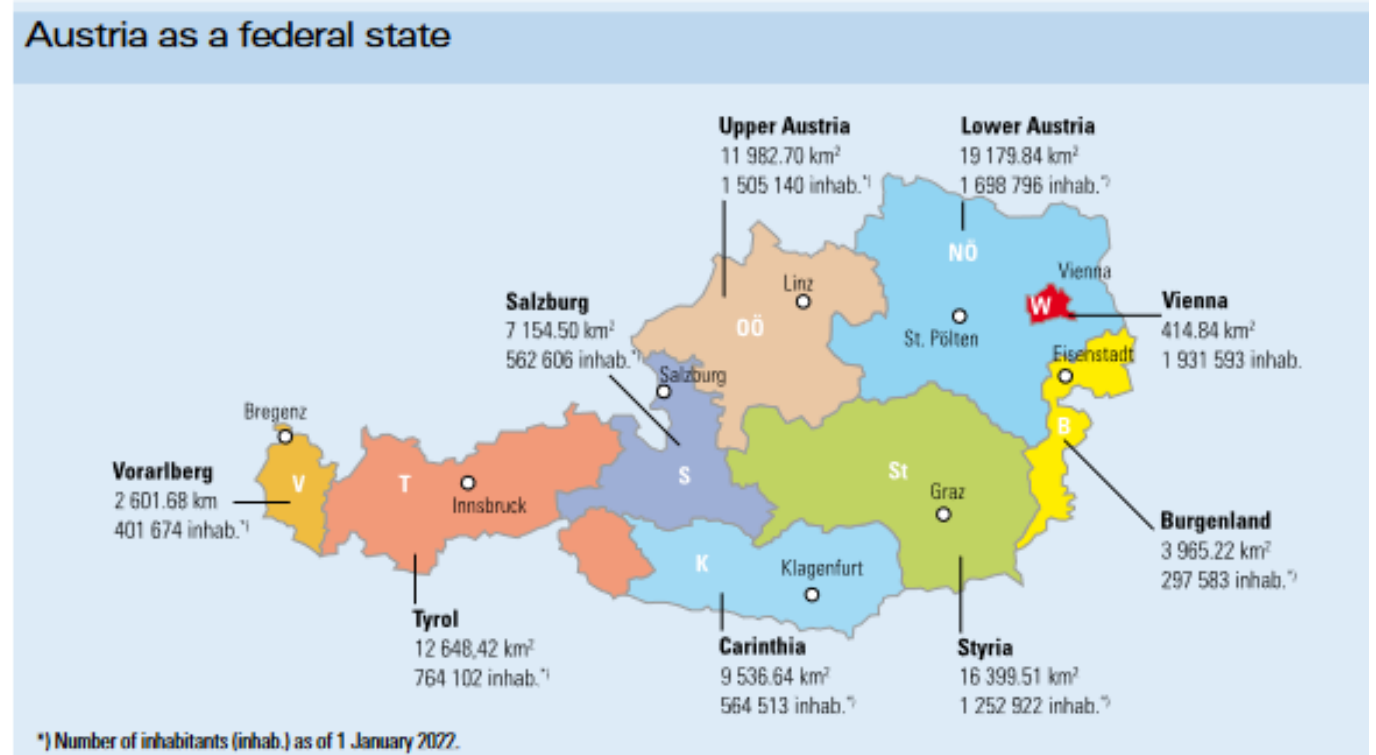 Austria as a federal state
Upper Austria
11 982.70 km²
1 505 140 inhab.*)
Lower Austria
19 179.84 km²
1 698 796 inhab.*)
NÖ
Vienna
W
St. Pölten
Vienna
414.84 km²
1 931 593 inhab.
Linz
OÖ
Salzburg
7 154.50 km²
562 606 inhab.*)
Salzburg
S
Eisenstadt
B
Bregenz
V
Vorarlberg
2 601.68 km
401 674 inhab.*)
T
Innsbruck
St
Graz
Burgenland
3 965.22 km²
297 583 inhab.*)
K
Klagenfurt
Tyrol
12 648,42 km²
764 102 inhab.*)
Carinthia
9 536.64 km²
564 513 inhab.*)
Styria
16 399.51 km²
1 252 922 inhab.*)
*) Number of inhabitants (inhab.) as of 1 January 2022.